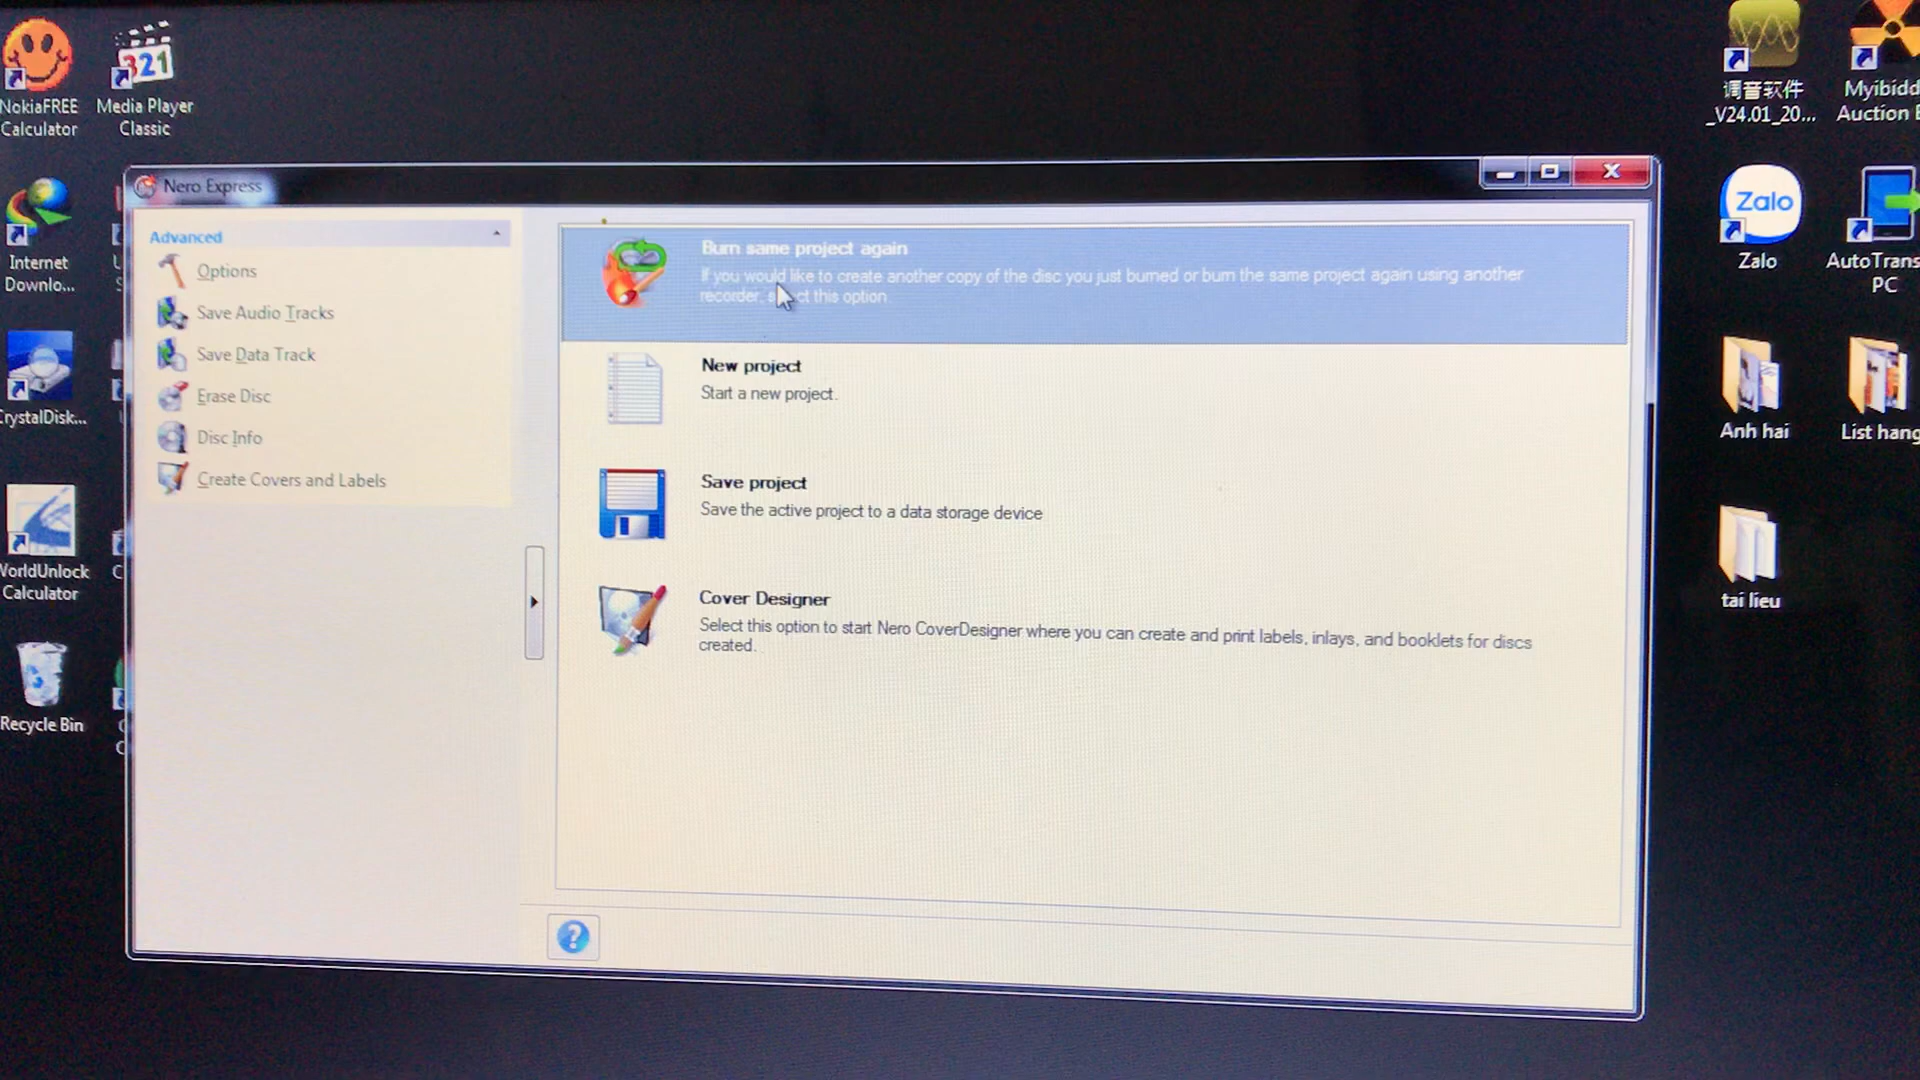 NokiaFREE
Calculator
321
Media Player
Classic
Internet
Downlo...
CrystalDisk...
Calculator
Recycle Bin
Nero Express
Advanced
Options
Save Audio Tracks
Save Data Track
Erase Disc
Disc Info
Create Covers and Labels
Burn same project again
If you would like to create another copy of the disc you just burned or burn the same project again using another
recorder, select this option
New project
Start a new project.
Save project
Save the active project to a data storage device
Cover Designer
Select this option to start Nero CoverDesigner where you can create and print labels, inlays, and booklets for discs
created.
?
调音软件
_V24.01_20...
Myibidd
Auction
Zalo
Zalo
AutoTrans
PC
Anh hai
List hang
tai lieu